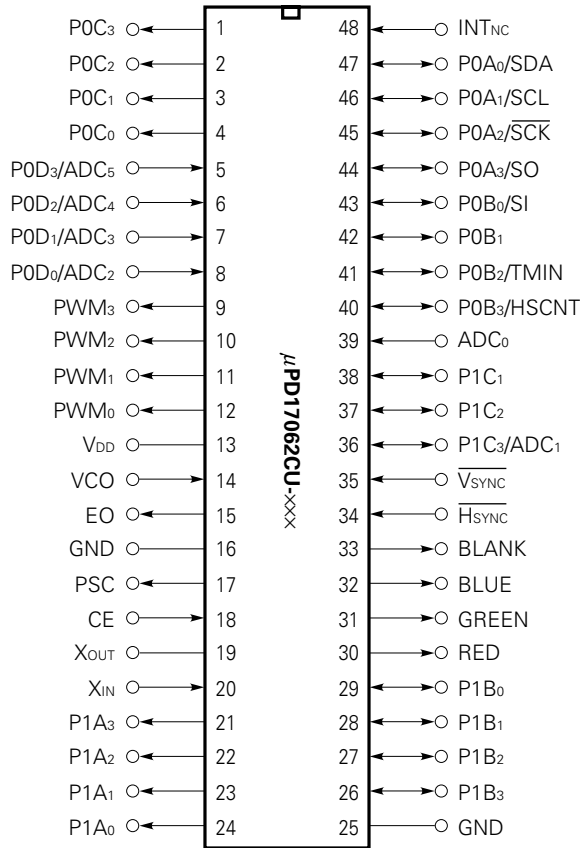 P0C₃ 1 48 INTNC
P0C₂ 2 47 P0A₀/SDA
P0C₁ 3 46 P0A₁/SCL
P0C₀ 4 45 P0A₂/S̅C̅K̅
P0D₃/ADC₅ 5 44 P0A₃/SO
P0D₂/ADC₄ 6 43 P0B₀/SI
P0D₁/ADC₃ 7 42 P0B₁
P0D₀/ADC₂ 8 41 P0B₂/TMIN
PWM₃ 9 40 P0B₃/HSCNT
PWM₂ 10 39 ADC₀
PWM₁ 11 38 P1C₁
PWM₀ 12 37 P1C₂
VDD 13 36 P1C₃/ADC₁
VCO 14 35 V̅S̅Y̅N̅C̅
EO 15 34 H̅S̅Y̅N̅C̅
GND 16 33 BLANK
PSC 17 32 BLUE
CE 18 31 GREEN
XOUT 19 30 RED
XIN 20 29 P1B₀
P1A₃ 21 28 P1B₁
P1A₂ 22 27 P1B₂
P1A₁ 23 26 P1B₃
P1A₀ 24 25 GND
μPD17062CU-×××